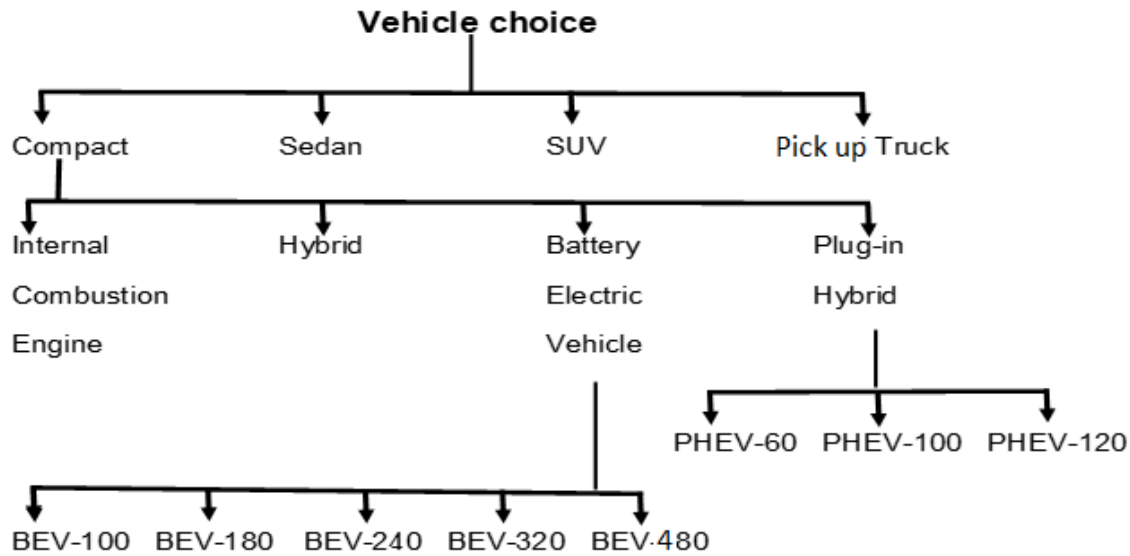 Vehicle choice
Compact Sedan SUV Pick up Truck
Internal Hybrid Battery Plug-in
Combustion Electric Hybrid
Engine Vehicle
PHEV-60 PHEV-100 PHEV-120
BEV-100 BEV-180 BEV-240 BEV-320 BEV-480